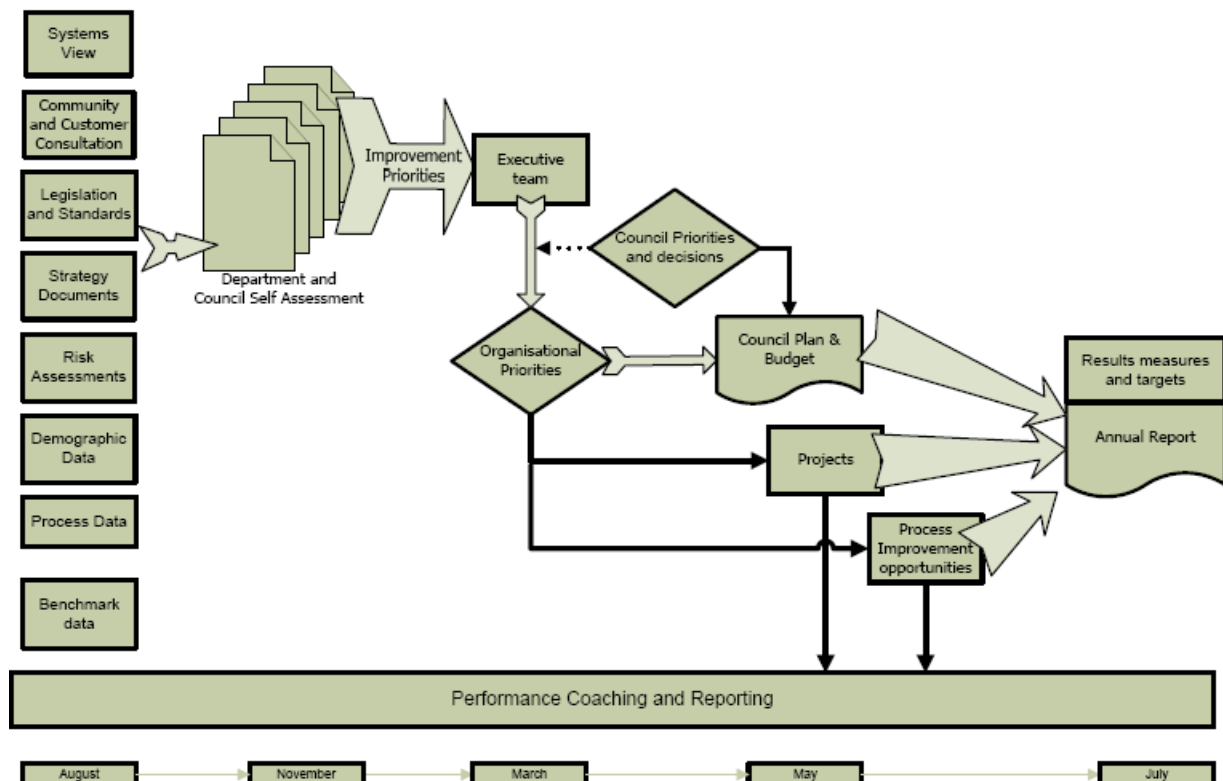 Systems
View
Community
and Customer
Consultation
Legislation
and Standards
Strategy
Documents
Risk
Assessments
Demographic
Data
Process Data
Benchmark
data
Department and
Council Self Assessment
Improvement
Priorities
Executive
team
Council Priorities
and decisions
Organisational
Priorities
Council Plan &
Budget
Projects
Process
Improvement
opportunities
Results measures
and targets
Annual Report
Performance Coaching and Reporting
August
November
March
May
July